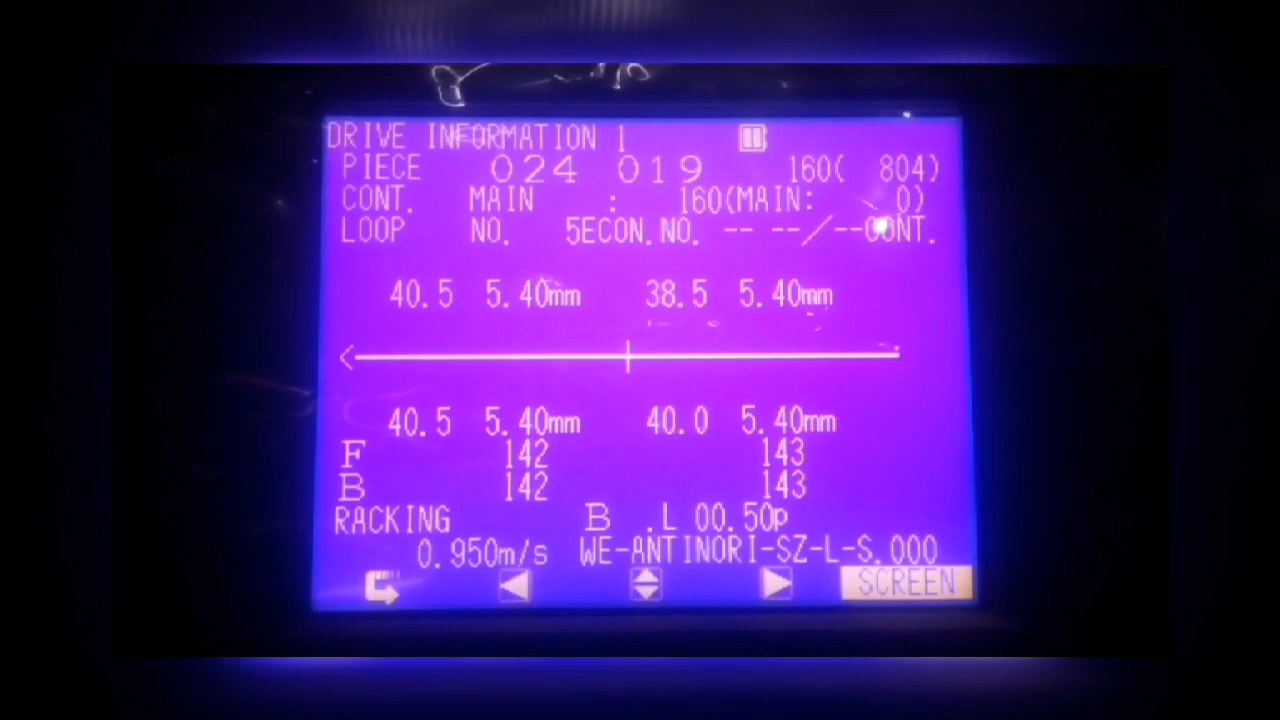 DRIVE INFORMATION 1
PIECE 024 019 160( 804)
CONT. MAIN : 160(MAIN: 0)
LOOP NO. 5ECON.NO. -- --/--CONT.
40.5 5.40mm 38.5 5.40mm
40.5 5.40mm 40.0 5.40mm
F 142 143
B 142 143
RACKING B .L 00.50p
0.950m/s WE-ANTINORI-SZ-L-S.000
SCREEN